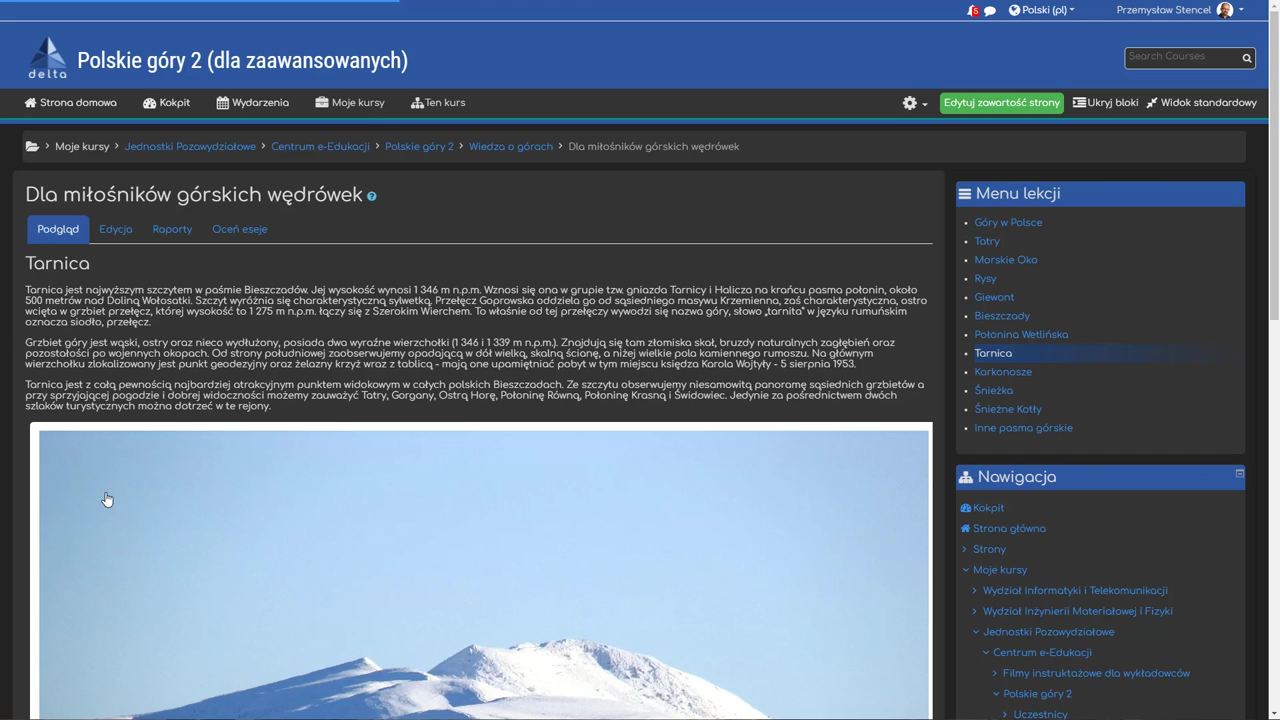 5
Polski (pl)
Przemysław Stencel
delta
Polskie góry 2 (dla zaawansowanych)
Search Courses
Strona domowa
Kokpit
Wydarzenia
Moje kursy
Ten kurs
Edytuj zawartość strony
Ukryj bloki
Widok standardowy
Moje kursy
Jednostki Pozawydziałowe
Centrum e-Edukacji
Polskie góry 2
Wiedza o górach
Dla miłośników górskich wędrówek
Dla miłośników górskich wędrówek
Podgląd
Edycja
Raporty
Oceń eseje
Tarnica
Tarnica jest najwyższym szczytem w paśmie Bieszczadów. Jej wysokość wynosi 1 346 m n.p.m. Wznosi się ona w grupie tzw. gniazda Tarnicy i Halicza na krańcu pasma połonin, około
500 metrów nad Doliną Wołosatki. Szczyt wyróżnia się charakterystyczną sylwetką. Przełęcz Goprowska oddziela go od sąsiedniego masywu Krzemienna, zaś charakterystyczna, ostro
wcięta w grzbiet przełęcz, której wysokość to 1 275 m n.p.m. łączy się z Szerokim Wierchem. To właśnie od tej przełęczy wywodzi się nazwa góry, słowo „tarnita" w języku rumuńskim
oznacza siodło, przełęcz.
Grzbiet góry jest wąski, ostry oraz nieco wydłużony, posiada dwa wyraźne wierzchołki (1 346 i 1 339 m n.p.m.). Znajdują się tam złomiska skał, bruzdy naturalnych zagłębień oraz
pozostałości po wojennych okopach. Od strony południowej zaobserwujemy opadającą w dół wielką, skalną ścianę, a niżej wielkie pola kamiennego rumoszu. Na głównym
wierzchołku zlokalizowany jest punkt geodezyjny oraz żelazny krzyż wraz z tablicą - mają one upamiętniać pobyt w tym miejscu księdza Karola Wojtyły - 5 sierpnia 1953.
Tarnica jest z całą pewnością najbardziej atrakcyjnym punktem widokowym w całych polskich Bieszczadach. Ze szczytu obserwujemy niesamowitą panoramę sąsiednich grzbietów a
przy sprzyjającej pogodzie i dobrej widoczności możemy zauważyć Tatry, Gorgany, Ostrą Horę, Połoninę Równą, Połoninę Krasną i Świdowiec. Jedynie za pośrednictwem dwóch
szlaków turystycznych można dotrzeć w te rejony.
Menu lekcji
Góry w Polsce
Tatry
Morskie Oko
Rysy
Giewont
Bieszczady
Połonina Wetlińska
Tarnica
Karkonosze
Śnieżka
Śnieżne Kotły
Inne pasma górskie
Nawigacja
Kokpit
Strona główna
Strony
Moje kursy
Wydział Informatyki i Telekomunikacji
Wydział Inżynierii Materiałowej i Fizyki
Jednostki Pozawydziałowe
Centrum e-Edukacji
Filmy instruktażowe dla wykładowców
Polskie góry 2
Uczestnicy